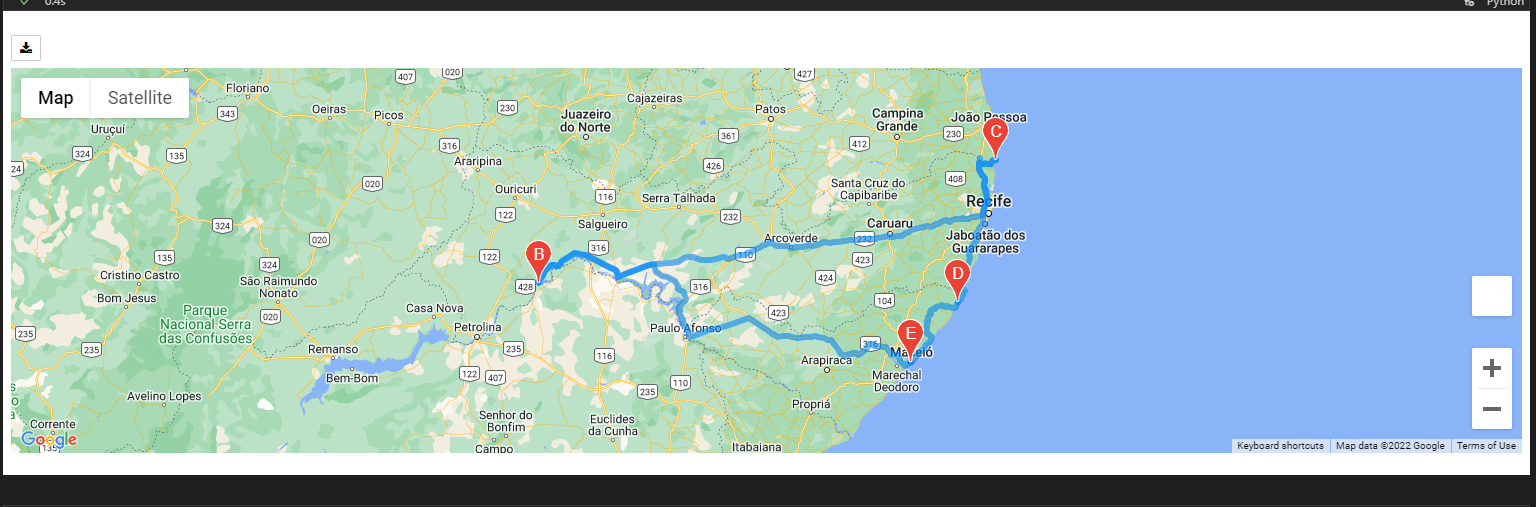 0.4s
Python
Map
Satellite
407
020
427
Floriano
343
Oeiras
Picos
230
Cajazeiras
Juazeiro
do Norte
Patos
Campina
Grande
João Pessoa
C
230
Uruçuí
324
135
24
316
361
412
Araripina
426
020
408
Santa Cruz do
Capibaribe
Ouricuri
116
Serra Talhada
Recife
122
232
324
Salgueiro
Caruaru
020
Arcoverde
232
Jaboatão dos
Guararapes
B
316
110
135
122
423
324
D
Cristino Castro
São Raimundo
Nonato
428
316
424
Bom Jesus
104
Parque
Nacional Serra
das Confusões
020
Casa Nova
423
Petrolina
Paulo Afonso
E
235
235
Remanso
235
116
316
Maceió
Arapiraca
Bem-Bom
122
407
110
235
Marechal
Deodoro
Avelino Lopes
Propriá
Senhor do
Bonfim
Euclides
da Cunha
Corrente
135
Google
Campo
Itabaiana
Keyboard shortcuts
Map data ©2022 Google
Terms of Use